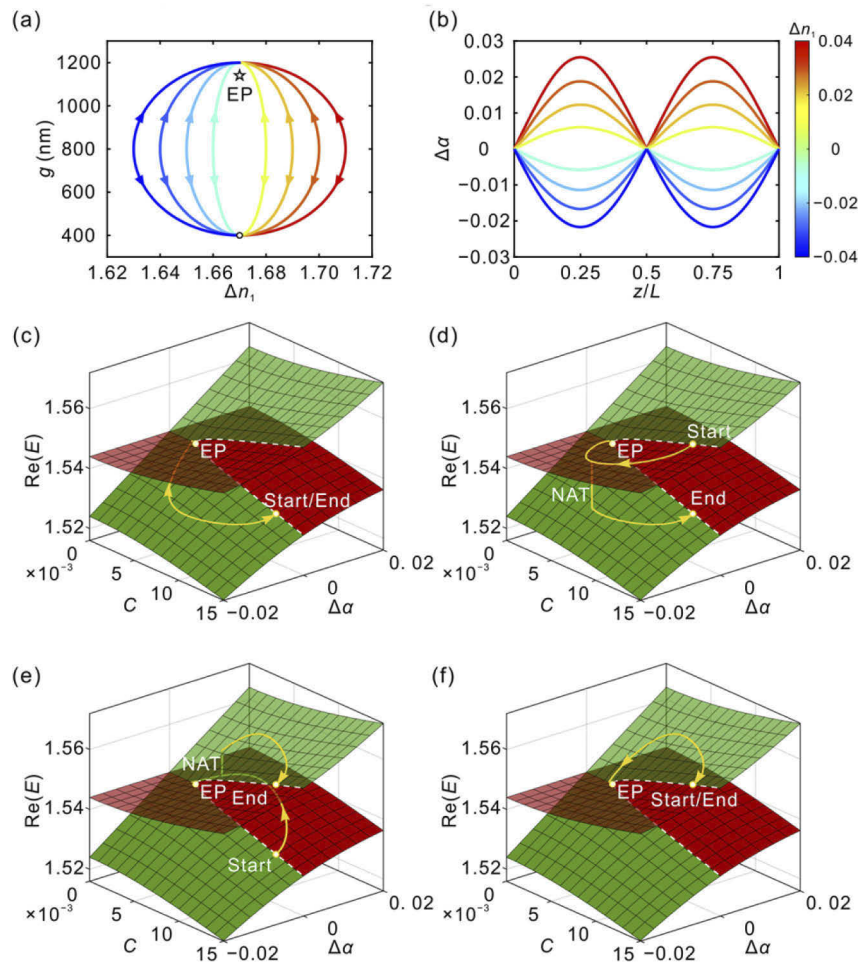 (a)
1200
1000
800
600
400
g (nm)
EP
1.62
1.64
1.66
1.68
1.70
1.72
Δn₁
(b)
0.03
0.02
0.01
0
−0.01
−0.02
−0.03
Δα
0
0.25
0.5
0.75
1
z/L
Δn₁
0.04
0.02
0
−0.02
−0.04
(c)
1.56
1.54
1.52
Re(E)
EP
Start/End
0
×10⁻³
5
10
15
C
−0.02
0
0.02
Δα
(d)
1.56
1.54
1.52
Re(E)
Start
EP
NAT
End
0
×10⁻³
5
10
15
C
−0.02
0
0.02
Δα
(e)
1.56
1.54
1.52
Re(E)
NAT
EP
End
Start
0
×10⁻³
5
10
15
C
−0.02
0
0.02
Δα
(f)
1.56
1.54
1.52
Re(E)
EP
Start/End
0
×10⁻³
5
10
15
C
−0.02
0
0.02
Δα